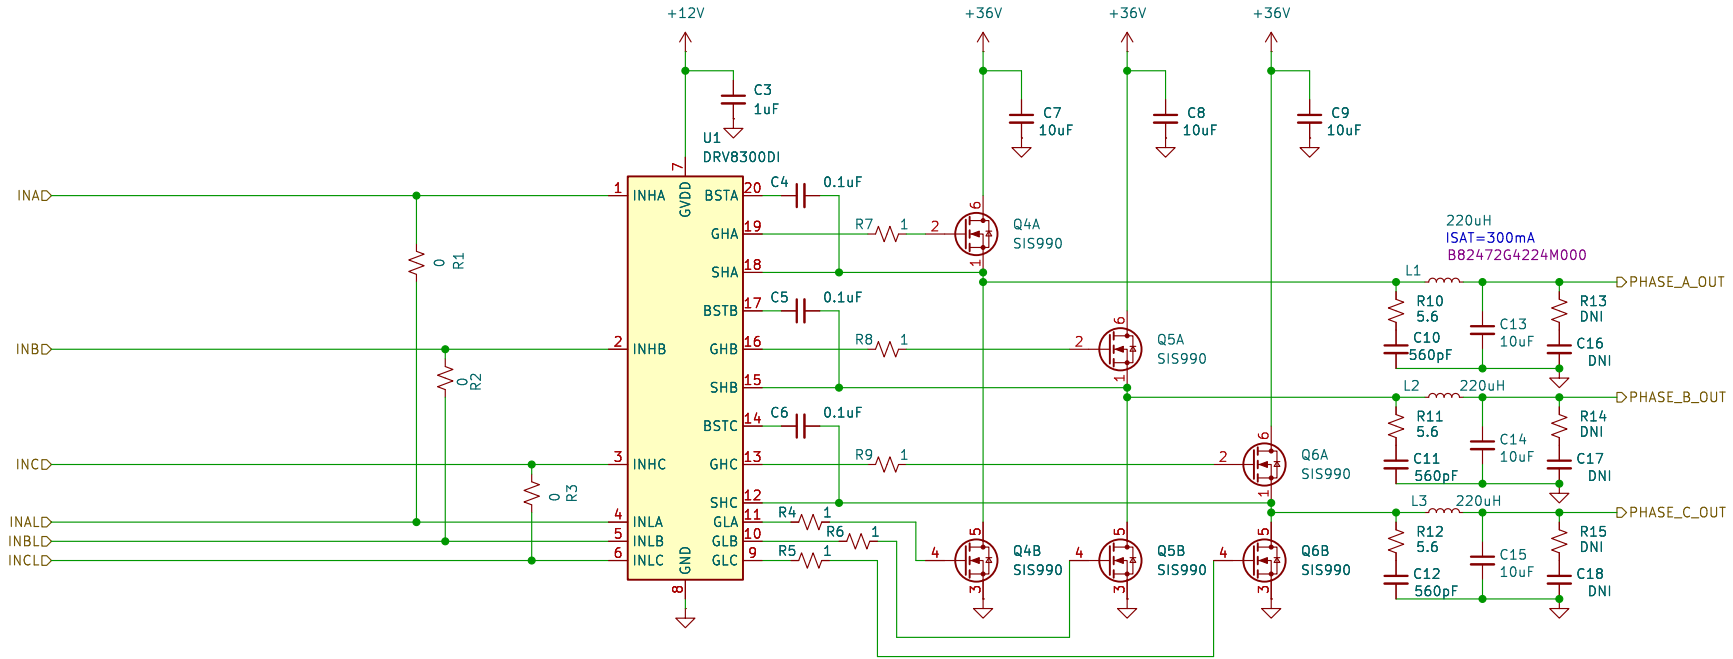 +12V
+36V
+36V
+36V
C3
1uF
C7
10uF
C8
10uF
C9
10uF
U1
DRV8300DI
7
GVDD
INA
1
INHA
BSTA
20
C4
0.1uF
GHA
19
R7
1
2
6
Q4A
SIS990
1
SHA
18
0
R1
220uH
ISAT=300mA
B82472G4224M000
L1
PHASE_A_OUT
BSTB
17
C5
0.1uF
R10
5.6
C10
560pF
C13
10uF
R13
DNI
C16
DNI
INB
2
INHB
GHB
16
R8
1
2
6
Q5A
SIS990
1
0
R2
SHB
15
L2
220uH
PHASE_B_OUT
BSTC
14
C6
0.1uF
R11
5.6
C11
560pF
C14
10uF
R14
DNI
C17
DNI
INC
3
INHC
GHC
13
R9
1
2
6
Q6A
SIS990
1
0
R3
SHC
12
L3
220uH
PHASE_C_OUT
INAL
4
INLA
GLA
11
R4
1
INBL
5
INLB
GLB
10
R6
1
INCL
6
INLC
GLC
9
R5
1
GND
8
4
5
Q4B
SIS990
3
4
5
Q5B
SIS990
3
4
5
Q6B
SIS990
3
R12
5.6
C12
560pF
C15
10uF
R15
DNI
C18
DNI